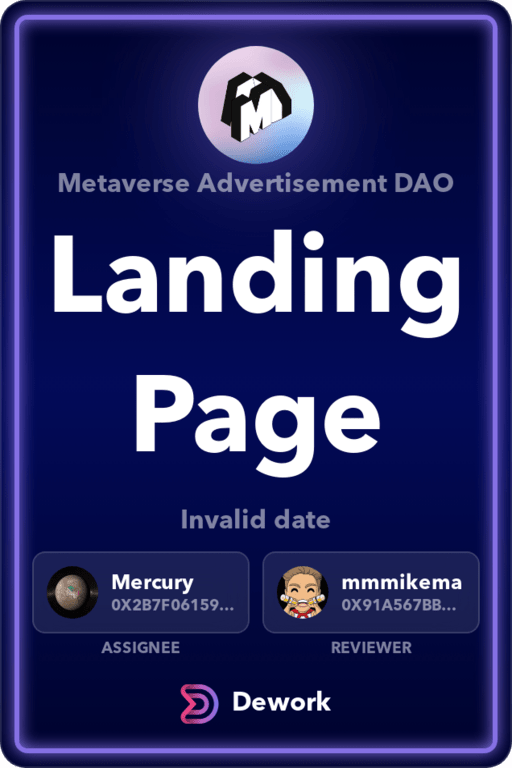 M
Metaverse Advertisement DAO
Landing
Page
Invalid date
Mercury
0X2B7F06159...
ASSIGNEE
mmmikema
0X91A567BB...
REVIEWER
Dework